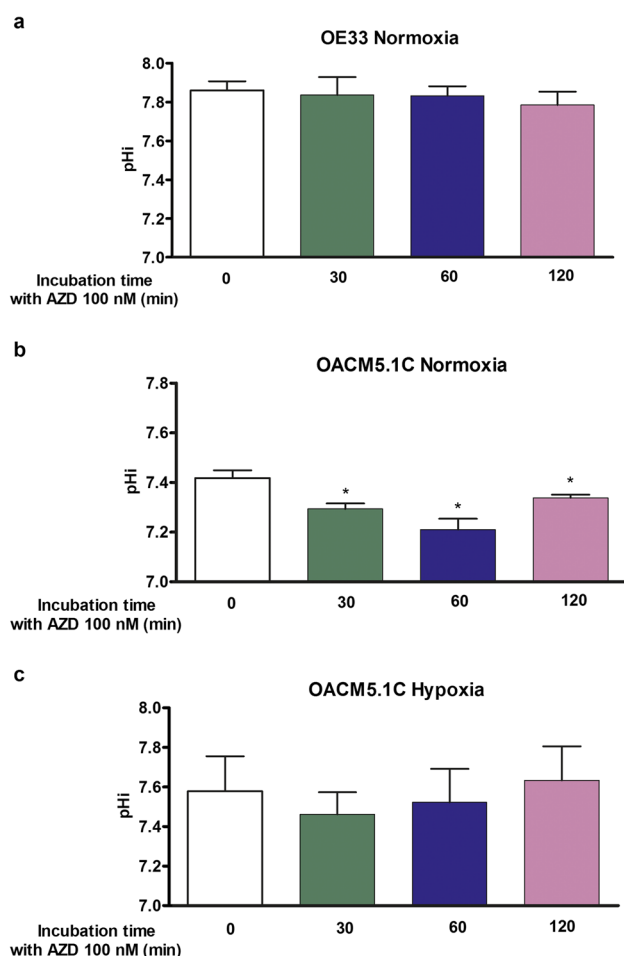 a
OE33 Normoxia
8.0
7.8
7.6
7.4
7.2
7.0
pHi
Incubation time
with AZD 100 nM (min)
0 30 60 120
b
OACM5.1C Normoxia
7.8
7.6
7.4
7.2
7.0
pHi
* * *
Incubation time
with AZD 100 nM (min)
0 30 60 120
c
OACM5.1C Hypoxia
8.0
7.8
7.6
7.4
7.2
7.0
pHi
Incubation time
with AZD 100 nM (min)
0 30 60 120